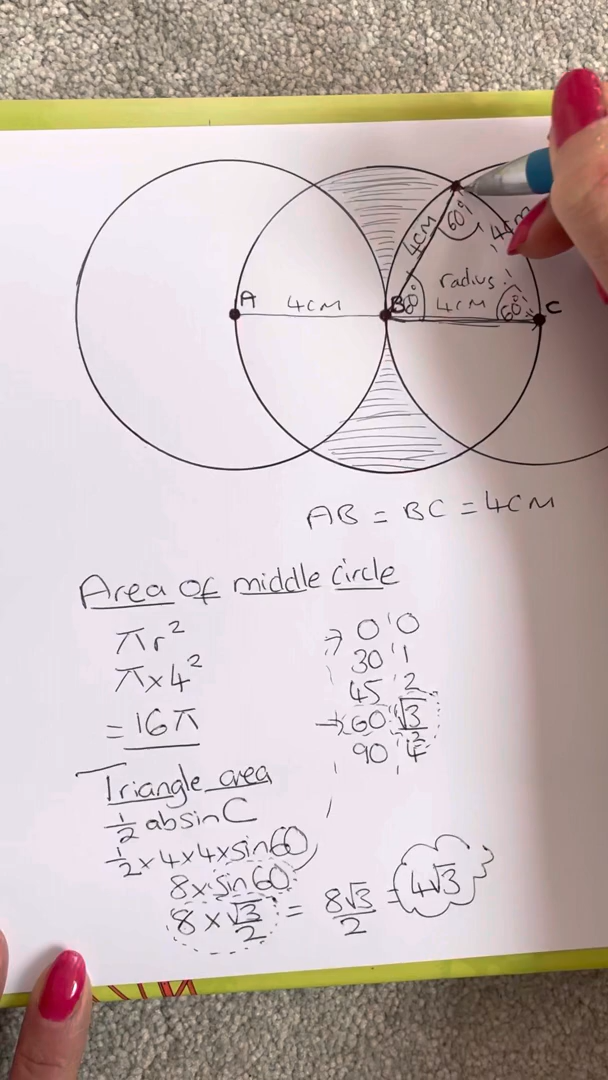 60°
4CM
4CM
A
4CM
B
60°
radius
4CM
60°
C
AB = BC = 4CM
Area of middle circle
πr²
π×4²
= 16π
→ 0 0
30 1
45 2
→ 60 √3/2
90 4
Triangle area
½ absinC
½×4×4×sin60
8×sin60
8×√3/2 = 8√3/2 = 4√3